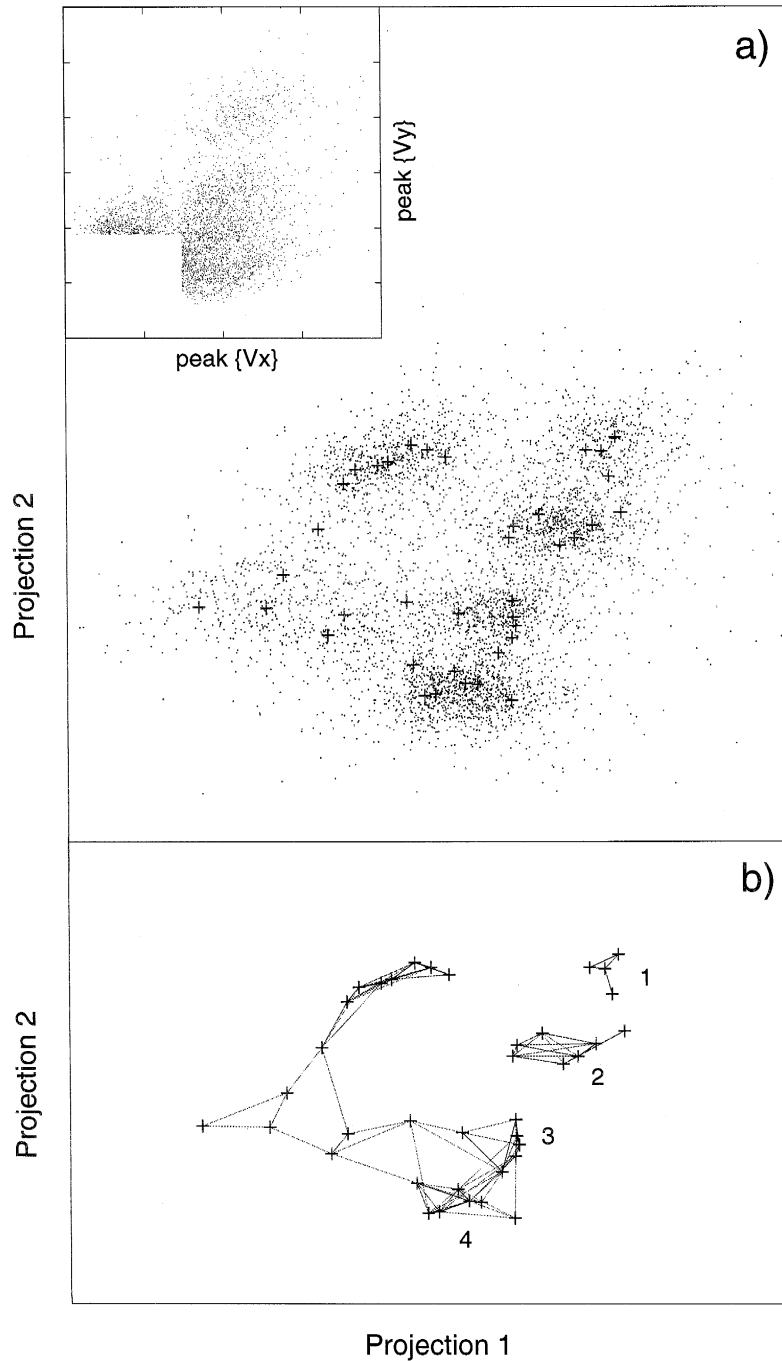 a)
peak {Vy}
peak {Vx}
Projection 2
b)
1
2
3
4
Projection 2
Projection 1